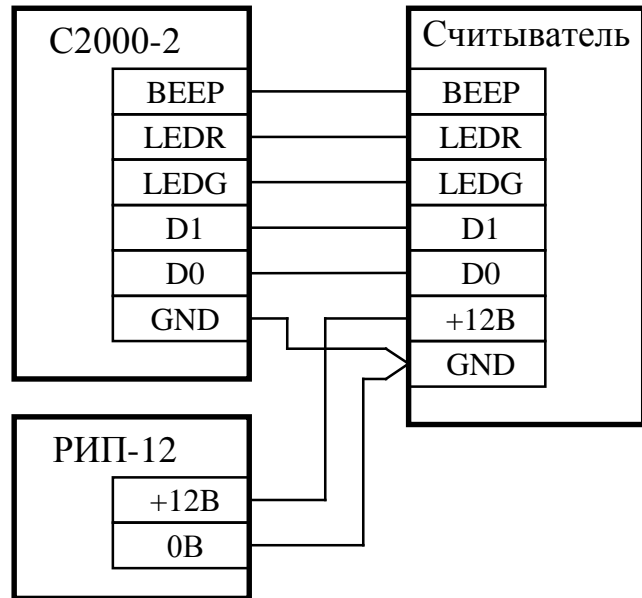 С2000-2
BEEP
LEDR
LEDG
D1
D0
GND
Считыватель
BEEP
LEDR
LEDG
D1
D0
+12В
GND
РИП-12
+12В
0В